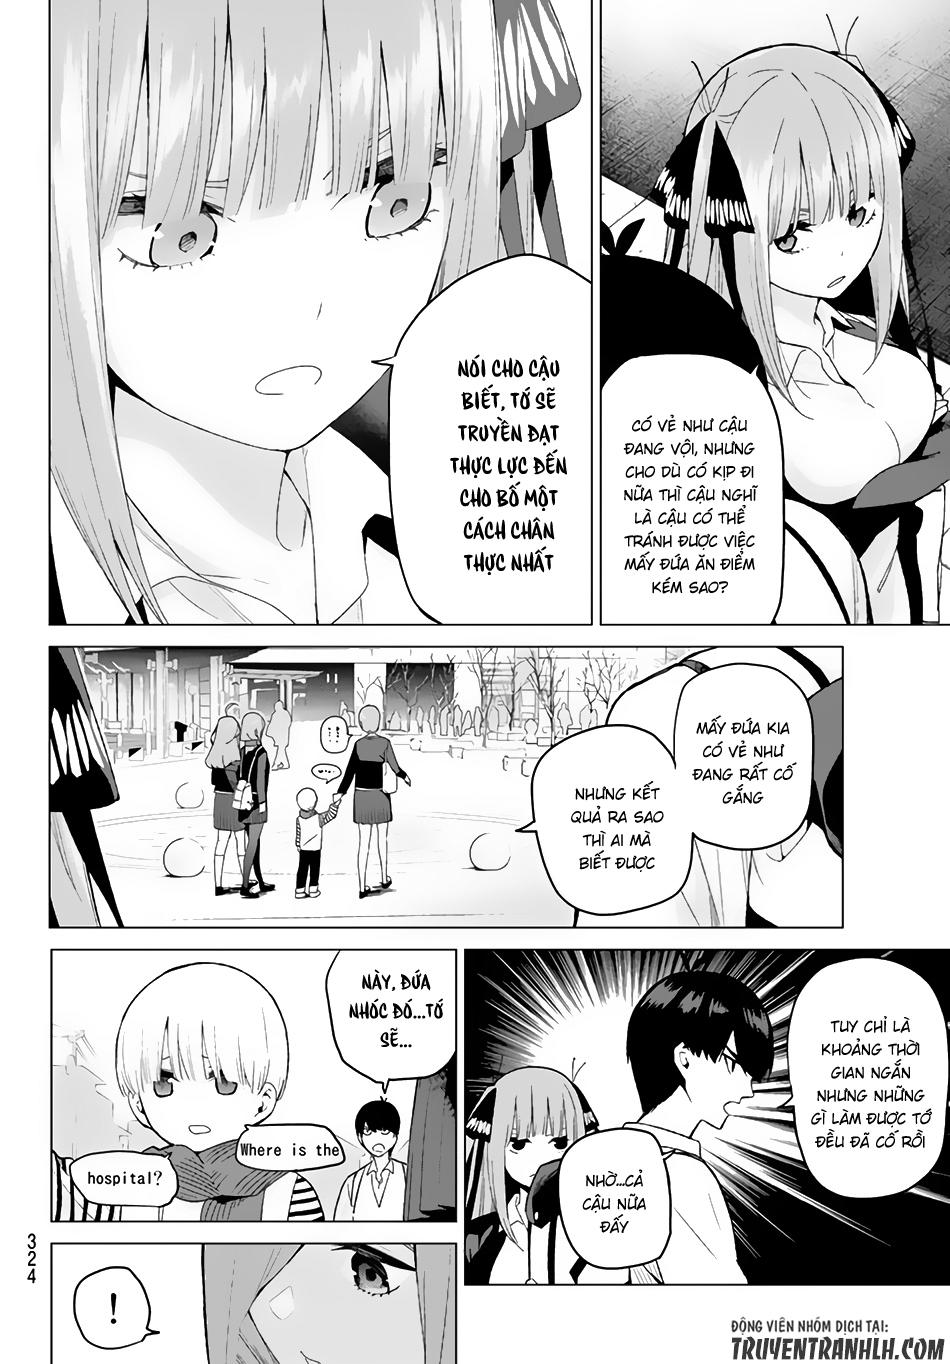 CÓ VẺ NHƯ CẬU
ĐANG VỘI, NHƯNG
CHO DÙ CÓ KỊP ĐI
NỮA THÌ CẬU NGHĨ
LÀ CẬU CÓ THỂ
TRÁNH ĐƯỢC VIỆC
MẤY ĐỨA ĂN ĐIỂM
KÉM SAO?
NÓI CHO CẬU
BIẾT, TỚ SẼ
TRUYỀN ĐẠT
THỰC LỰC ĐẾN
CHO BỐ MỘT
CÁCH CHÂN
THỰC NHẤT
MẤY ĐỨA KIA
CÓ VẺ NHƯ
ĐANG RẤT CỐ
GẮNG
NHƯNG KẾT
QUẢ RA SAO
THÌ AI MÀ
BIẾT ĐƯỢC
TUY CHỈ LÀ
KHOẢNG THỜI
GIAN NGẮN
NHƯNG NHỮNG
GÌ LÀM ĐƯỢC TỚ
ĐỀU ĐÃ CỐ RỒI
NHỜ...CẢ
CẬU NỮA
ĐẤY
NÀY, ĐỨA
NHÓC ĐÓ...TỚ
SẼ...
Where is the
hospital?
!
324
ĐỘNG VIÊN NHÓM DỊCH TẠI:
TRUYENTRANHLH.COM